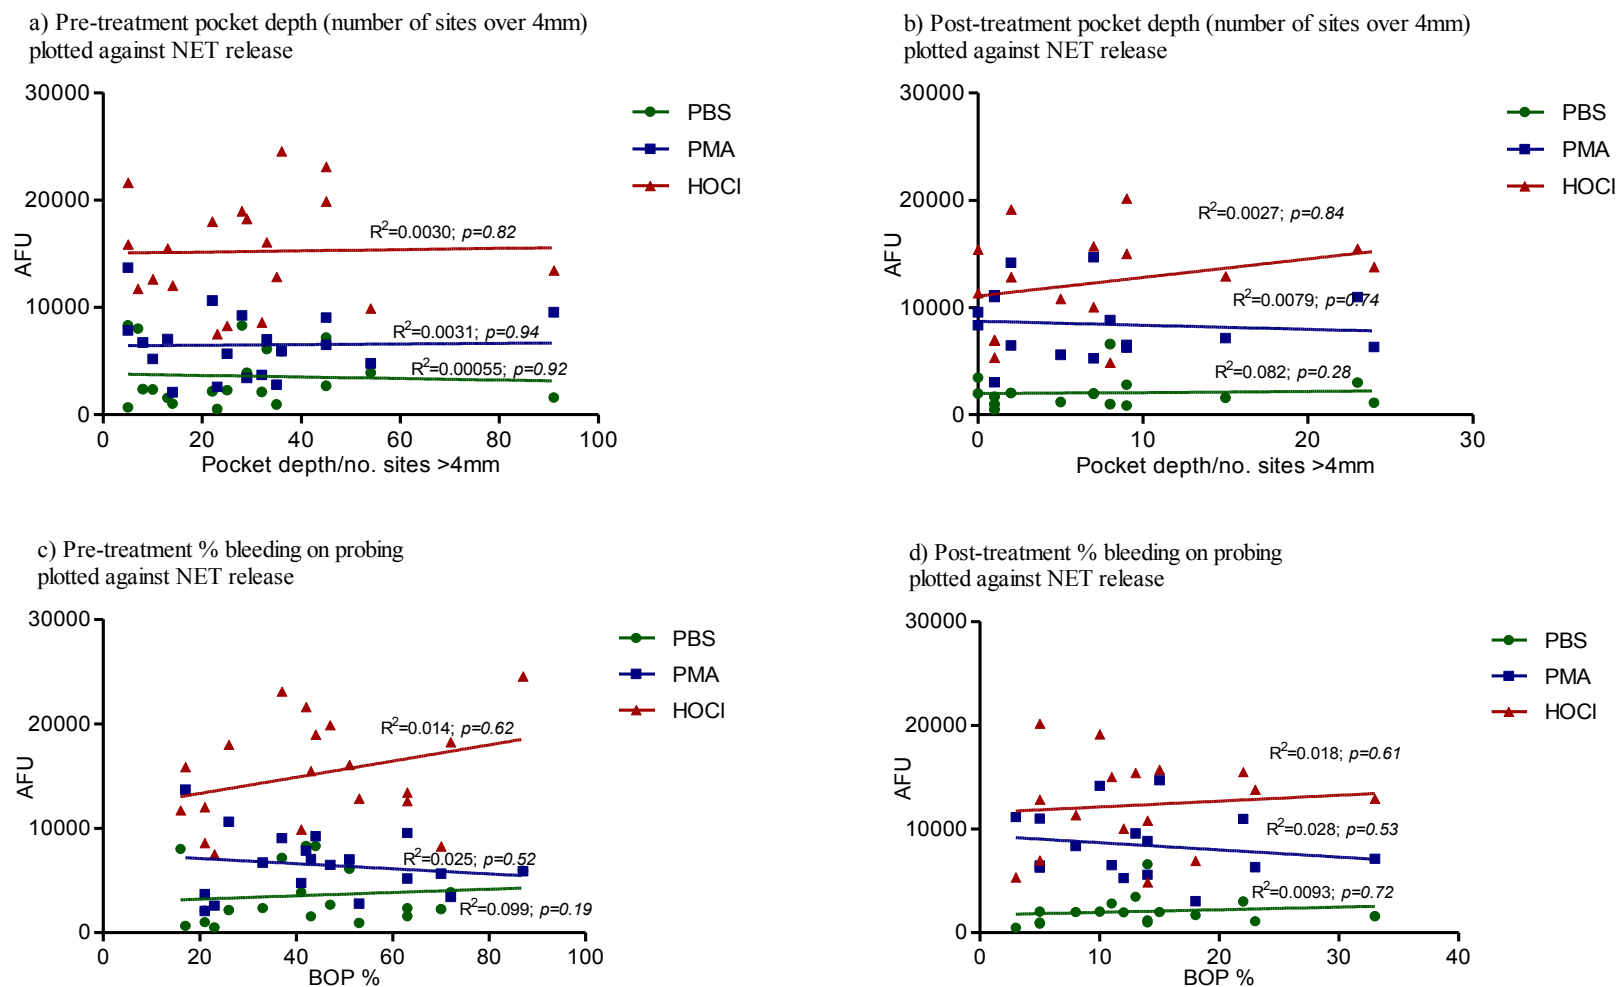 a) Pre-treatment pocket depth (number of sites over 4mm)
plotted against NET release
30000
20000
10000
0
AFU
0 20 40 60 80 100
Pocket depth/no. sites >4mm
PBS
PMA
HOCl
R²=0.0030; p=0.82
R²=0.0031; p=0.94
R²=0.00055; p=0.92
b) Post-treatment pocket depth (number of sites over 4mm)
plotted against NET release
30000
20000
10000
0
AFU
0 10 20 30
Pocket depth/no. sites >4mm
PBS
PMA
HOCl
R²=0.0027; p=0.84
R²=0.0079; p=0.74
R²=0.082; p=0.28
c) Pre-treatment % bleeding on probing
plotted against NET release
30000
20000
10000
0
AFU
0 20 40 60 80 100
BOP %
PBS
PMA
HOCl
R²=0.014; p=0.62
R²=0.025; p=0.52
R²=0.099; p=0.19
d) Post-treatment % bleeding on probing
plotted against NET release
30000
20000
10000
0
AFU
0 10 20 30 40
BOP %
PBS
PMA
HOCl
R²=0.018; p=0.61
R²=0.028; p=0.53
R²=0.0093; p=0.72